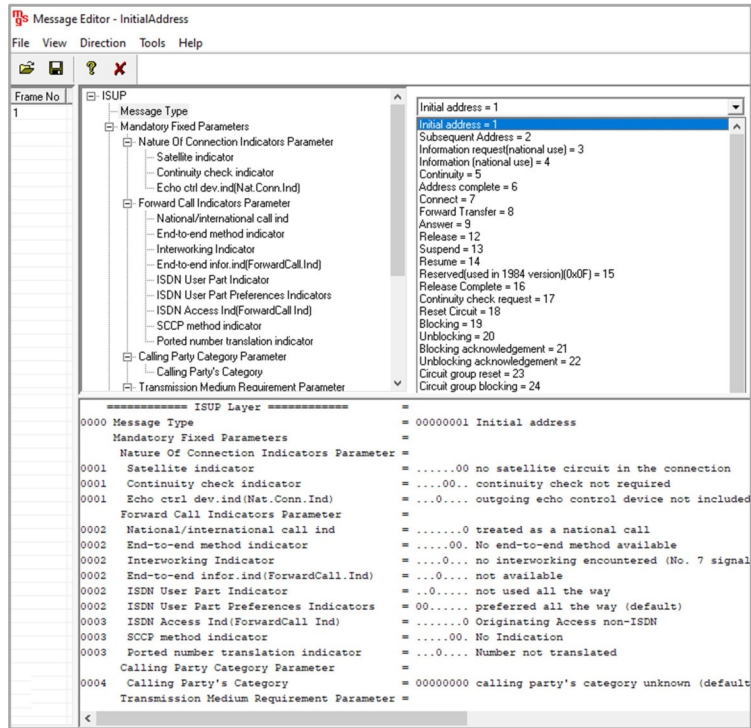 mgs Message Editor - InitialAddress
File View Direction Tools Help
Frame No
1
ISUP
Message Type
Mandatory Fixed Parameters
Nature Of Connection Indicators Parameter
Satellite indicator
Continuity check indicator
Echo ctrl dev.ind(Nat.Conn.Ind)
Forward Call Indicators Parameter
National/international call ind
End-to-end method indicator
Interworking Indicator
End-to-end infor.ind(ForwardCall.Ind)
ISDN User Part Indicator
ISDN User Part Preferences Indicators
ISDN Access Ind(ForwardCall Ind)
SCCP method indicator
Ported number translation indicator
Calling Party Category Parameter
Calling Party's Category
Transmission Medium Requirement Parameter
Initial address = 1
Initial address = 1
Subsequent Address = 2
Information request(national use) = 3
Information (national use) = 4
Continuity = 5
Address complete = 6
Connect = 7
Forward Transfer = 8
Answer = 9
Release = 12
Suspend = 13
Resume = 14
Reserved(used in 1984 version)(0x0F) = 15
Release Complete = 16
Continuity check request = 17
Reset Circuit = 18
Blocking = 19
Unblocking = 20
Blocking acknowledgement = 21
Unblocking acknowledgement = 22
Circuit group reset = 23
Circuit group blocking = 24
============ ISUP Layer ============ =
0000 Message Type = 00000001 Initial address
Mandatory Fixed Parameters =
Nature Of Connection Indicators Parameter =
0001 Satellite indicator = ......00 no satellite circuit in the connection
0001 Continuity check indicator = ....00.. continuity check not required
0001 Echo ctrl dev.ind(Nat.Conn.Ind) = ...0.... outgoing echo control device not included
Forward Call Indicators Parameter =
0002 National/international call ind = .......0 treated as a national call
0002 End-to-end method indicator = .....00. No end-to-end method available
0002 Interworking Indicator = ....0... no interworking encountered (No. 7 signal
0002 End-to-end infor.ind(ForwardCall.Ind) = ...0.... not available
0002 ISDN User Part Indicator = ..0..... not used all the way
0002 ISDN User Part Preferences Indicators = 00...... preferred all the way (default)
0003 ISDN Access Ind(ForwardCall Ind) = .......0 Originating Access non-ISDN
0003 SCCP method indicator = .....00. No Indication
0003 Ported number translation indicator = ...0.... Number not translated
Calling Party Category Parameter =
0004 Calling Party's Category = 00000000 calling party's category unknown (default
Transmission Medium Requirement Parameter =